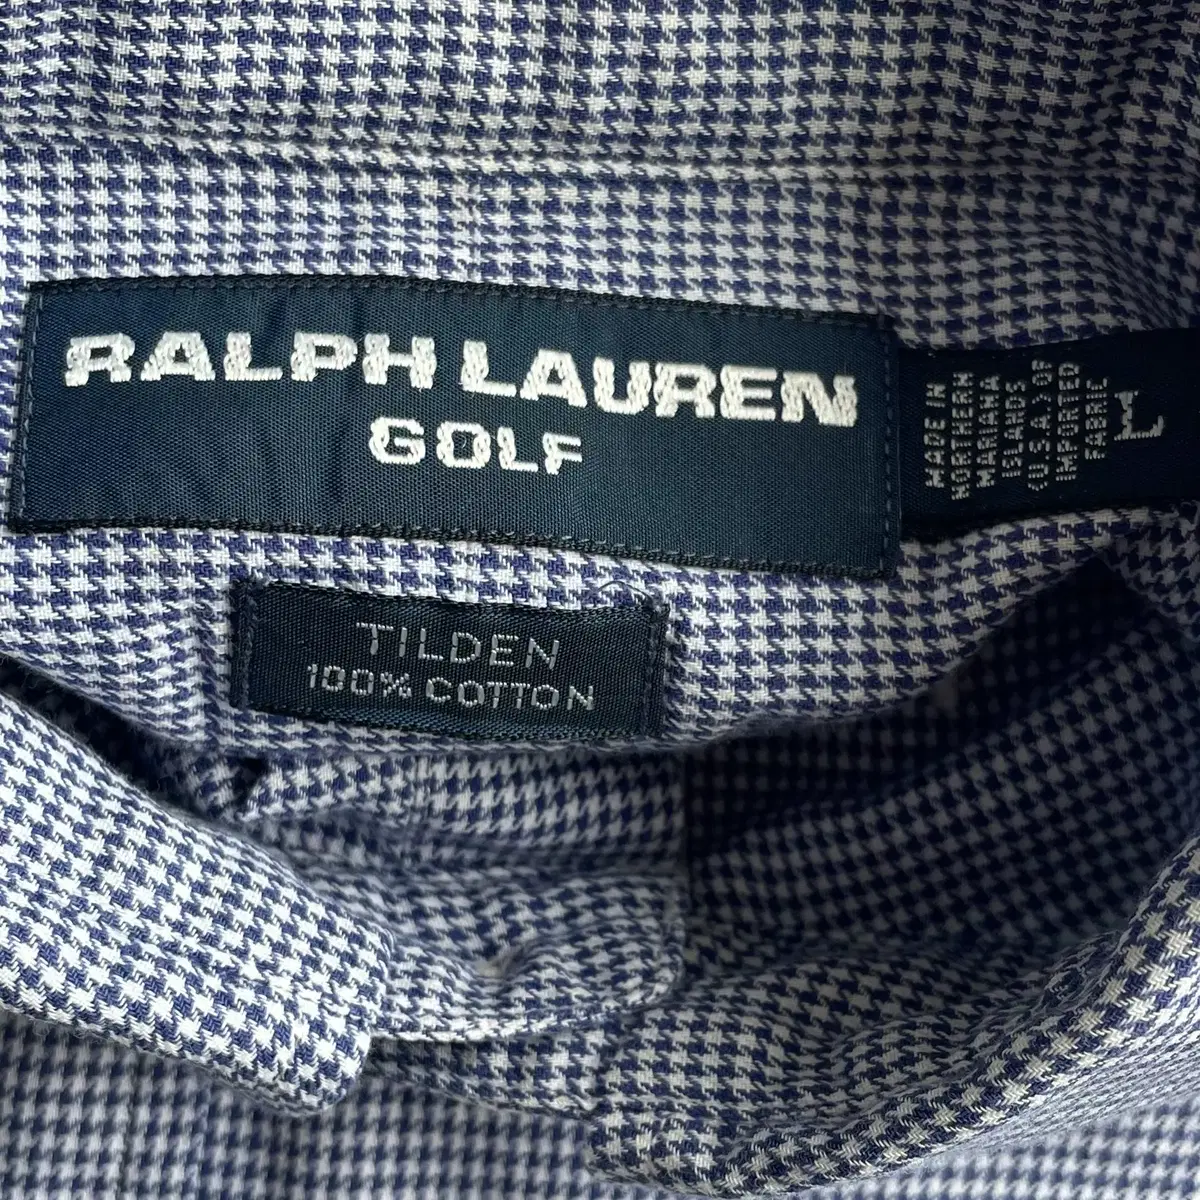 RALPH LAUREN
GOLF
MADE IN
NORTHERN
MARIANA
ISLANDS
(U.S.A.) OF
IMPORTED
FABRIC
L
TILDEN
100% COTTON